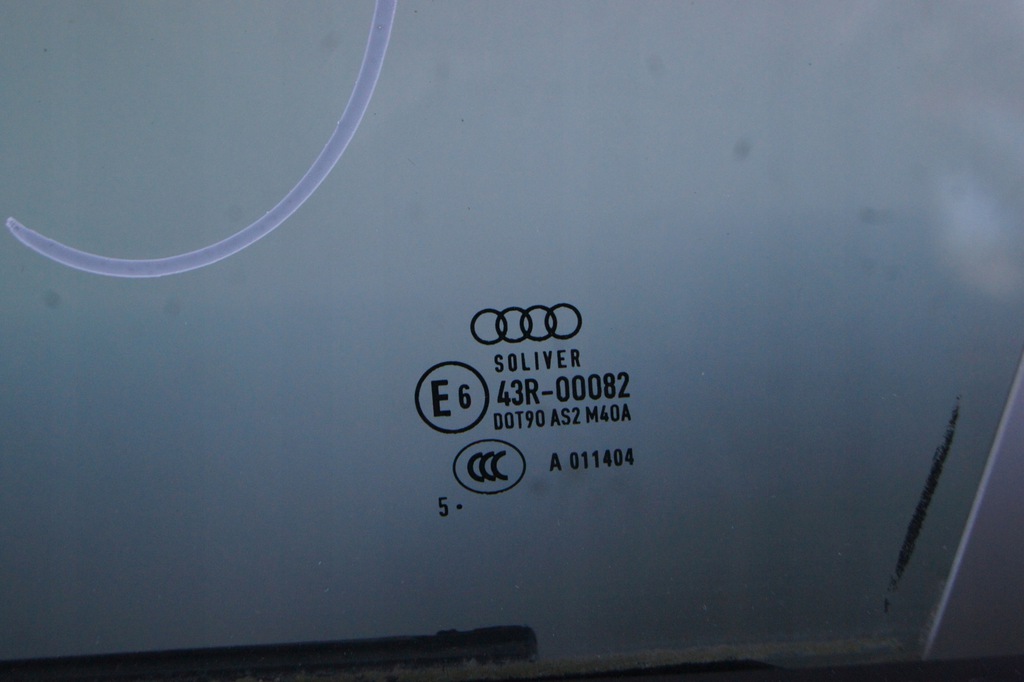 SOLIVER
E6 43R-00082
DOT90 AS2 M40A
CCC A 011404
5 •